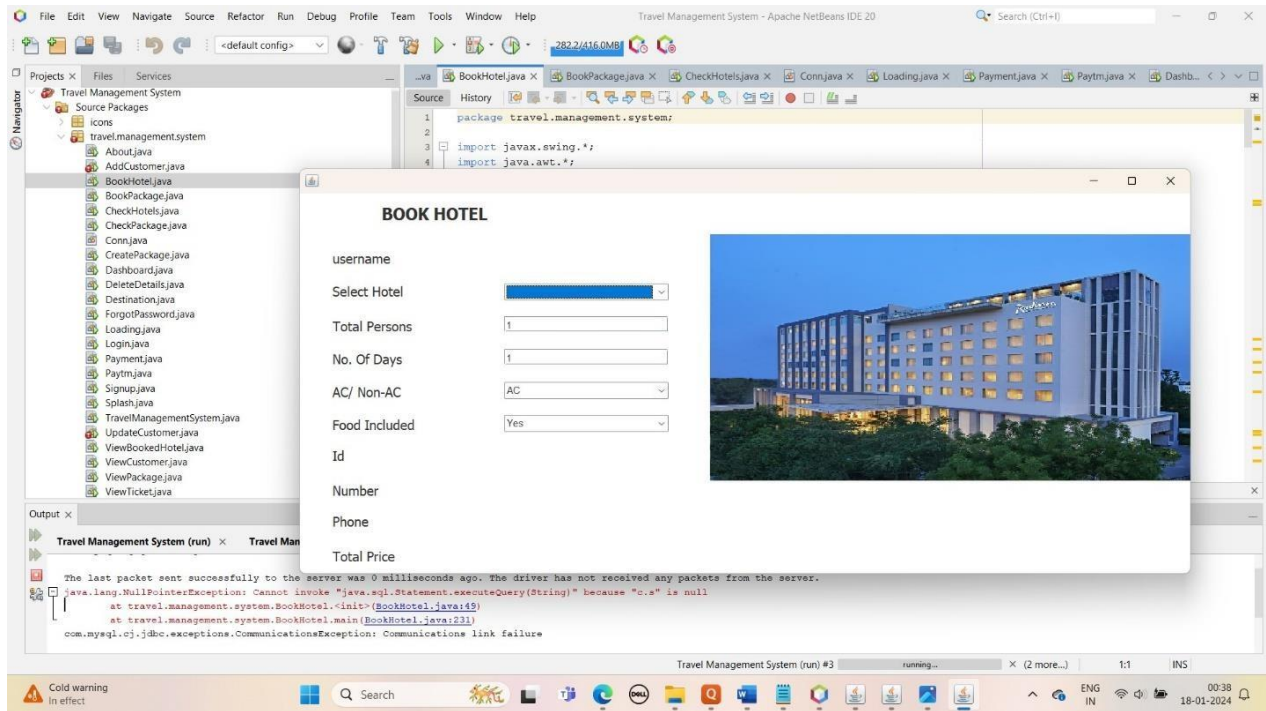 File Edit View Navigate Source Refactor Run Debug Profile Team Tools Window Help Travel Management System - Apache NetBeans IDE 20 Search (Ctrl+I)
<default config> 282.2/416.0MB
Projects Files Services ...va BookHotel.java BookPackage.java CheckHotels.java Conn.java Loading.java Payment.java Paytm.java Dashb...
Navigator
Travel Management System
Source History
Source Packages
1 package travel.management.system;
icons
2
travel.management.system
3 import javax.swing.*;
About.java
4 import java.awt.*;
AddCustomer.java
BookHotel.java
BookPackage.java
CheckHotels.java
CheckPackage.java
Conn.java
CreatePackage.java
Dashboard.java
DeleteDetails.java
Destination.java
ForgotPassword.java
Loading.java
Login.java
Payment.java
Paytm.java
Signup.java
Splash.java
TravelManagementSystem.java
UpdateCustomer.java
ViewBookedHotel.java
ViewCustomer.java
ViewPackage.java
ViewTicket.java
BOOK HOTEL
username
Select Hotel
Total Persons 1
No. Of Days 1
AC/ Non-AC AC
Food Included Yes
Id
Number
Phone
Total Price
Radisson
Output
Travel Management System (run) Travel Man
The last packet sent successfully to the server was 0 milliseconds ago. The driver has not received any packets from the server.
java.lang.NullPointerException: Cannot invoke "java.sql.Statement.executeQuery(String)" because "c.s" is null
at travel.management.system.BookHotel.<init>(BookHotel.java:49)
at travel.management.system.BookHotel.main(BookHotel.java:231)
com.mysql.cj.jdbc.exceptions.CommunicationsException: Communications link failure
Travel Management System (run) #3 running... (2 more...) 1:1 INS
Cold warning
In effect
Search
DELL
ENG
IN
00:38
18-01-2024